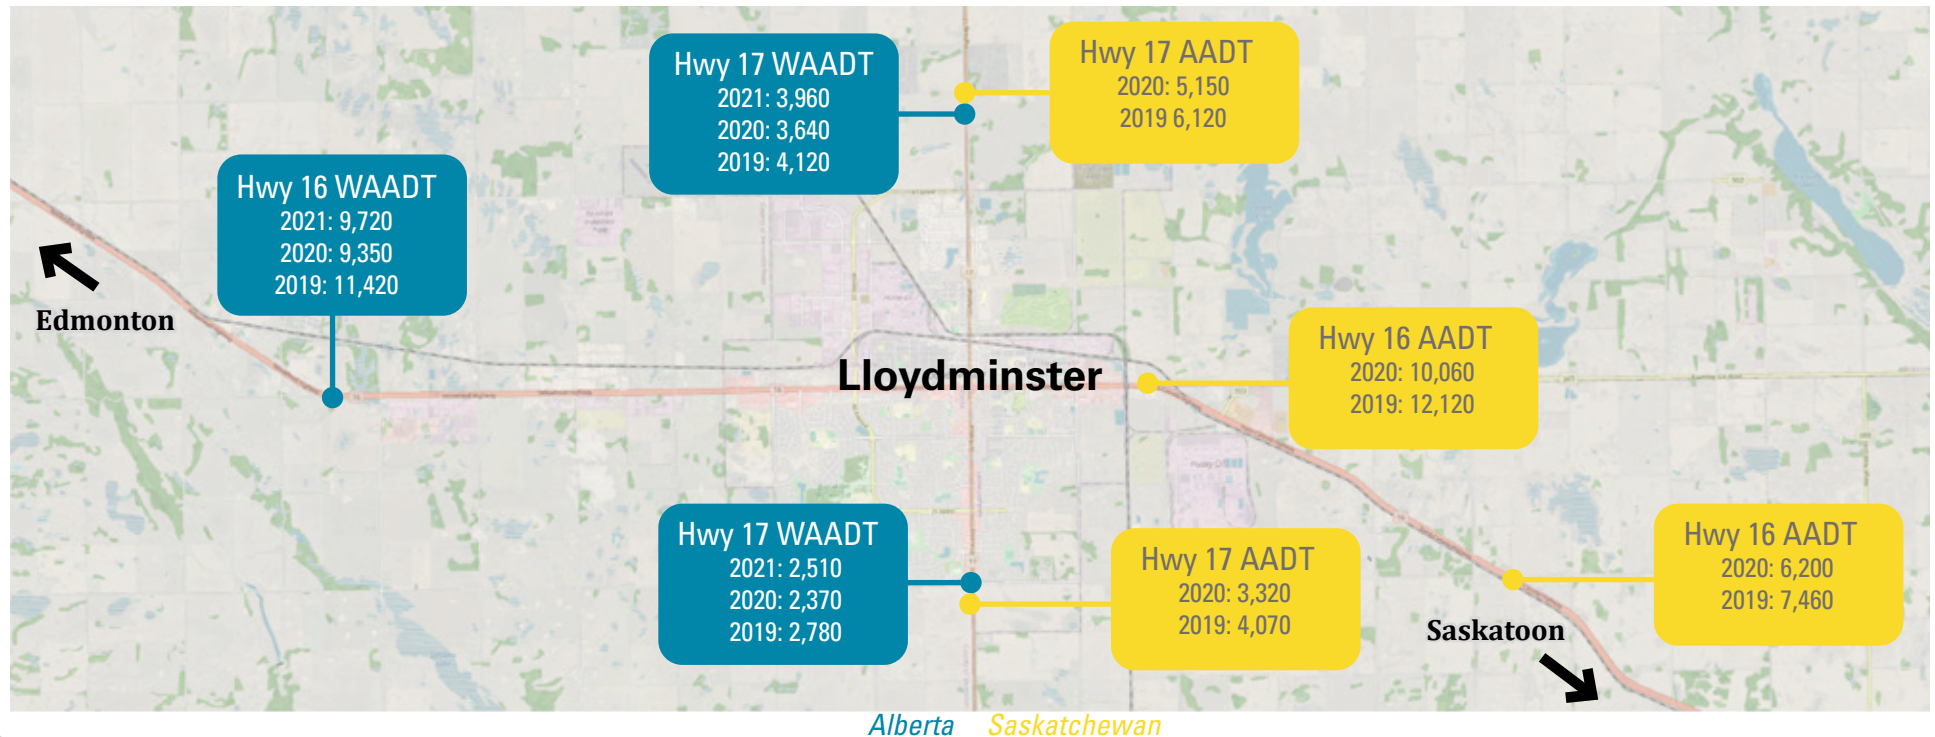 Hwy 17 WAADT
2021: 3,960
2020: 3,640
2019: 4,120
Hwy 17 AADT
2020: 5,150
2019 6,120
Hwy 16 WAADT
2021: 9,720
2020: 9,350
2019: 11,420
Edmonton
Lloydminster
Hwy 16 AADT
2020: 10,060
2019: 12,120
Hwy 17 WAADT
2021: 2,510
2020: 2,370
2019: 2,780
Hwy 17 AADT
2020: 3,320
2019: 4,070
Hwy 16 AADT
2020: 6,200
2019: 7,460
Saskatoon
Alberta Saskatchewan